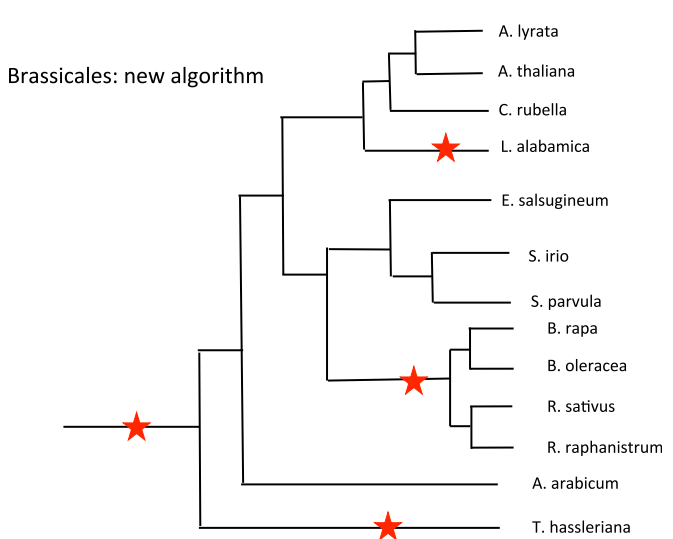 A. lyrata
Brassicales: new algorithm
A. thaliana
C. rubella
L. alabamica
E. salsugineum
S. irio
S. parvula
B. rapa
B. oleracea
R. sativus
R. raphanistrum
A. arabicum
T. hassleriana